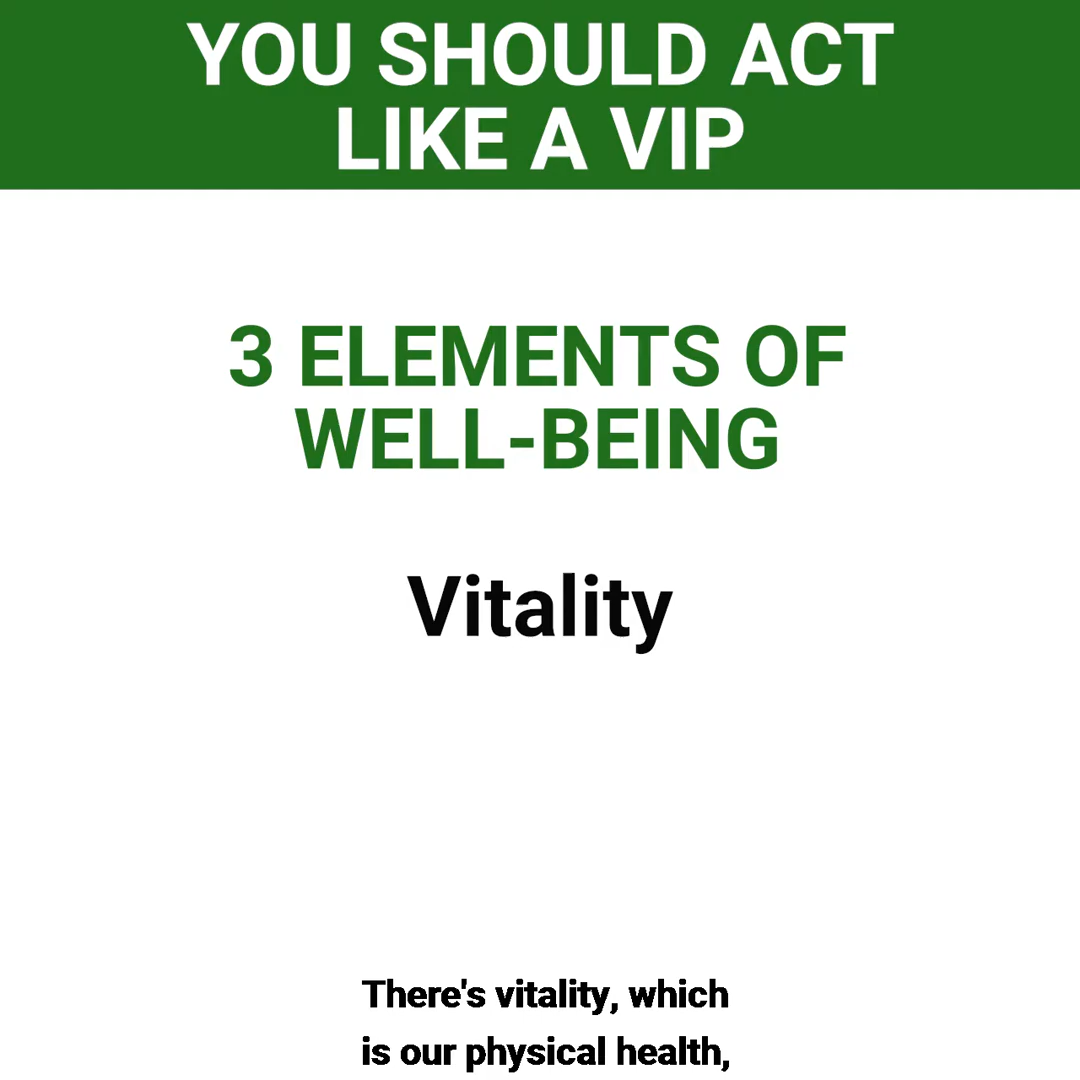 YOU SHOULD ACT
LIKE A VIP
3 ELEMENTS OF
WELL-BEING
Vitality
There's vitality, which
is our physical health,